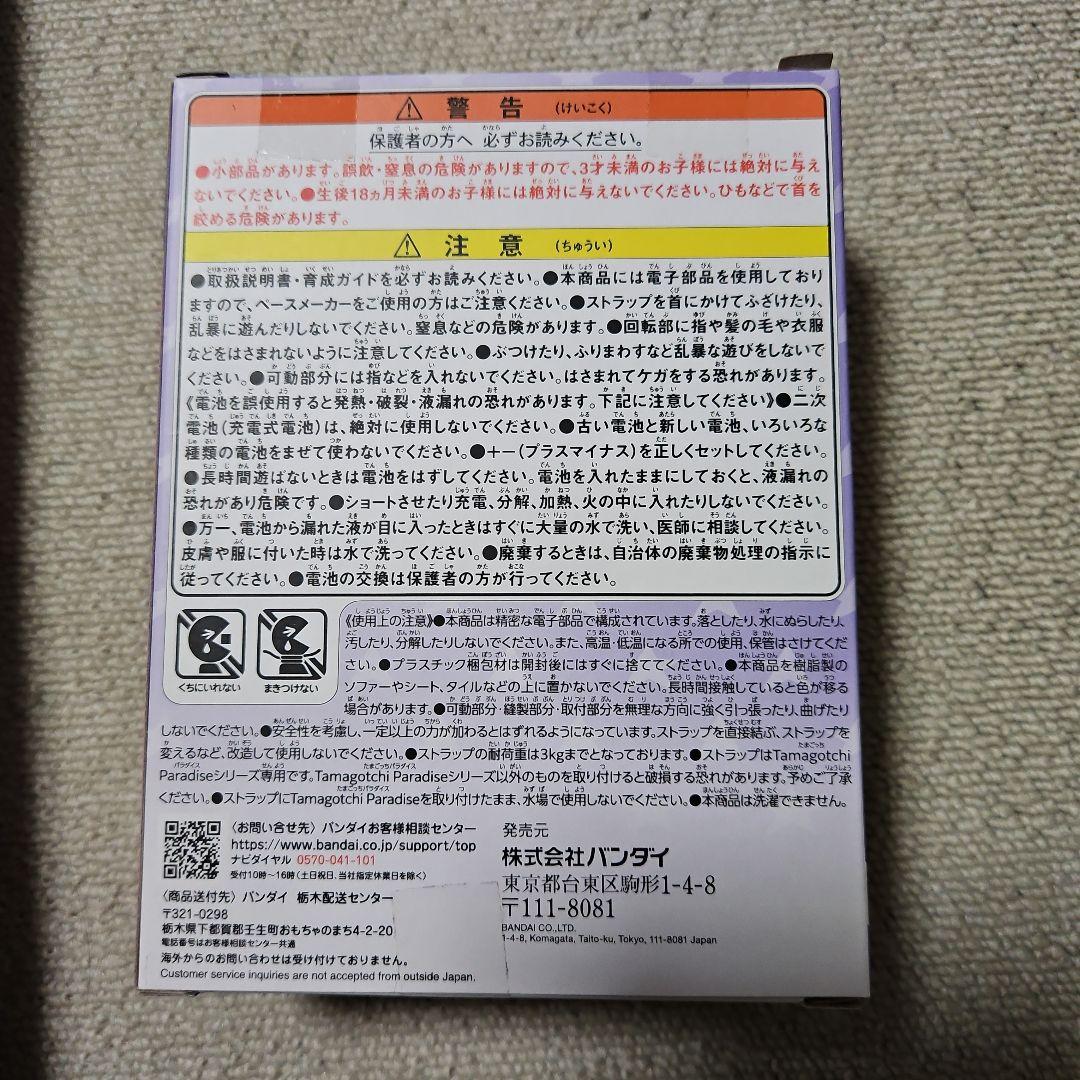 ⚠ 警告 (けいこく)
保護者の方へ 必ずお読みください。
●小部品があります。誤飲・窒息の危険がありますので、3才未満のお子様には絶対に与え
ないでください。●生後18ヵ月未満のお子様には絶対に与えないでください。ひもなどで首を
絞める危険があります。
⚠ 注意 (ちゅうい)
●取扱説明書・育成ガイドを必ずお読みください。●本商品には電子部品を使用しており
ますので、ペースメーカーをご使用の方はご注意ください。●ストラップを首にかけてふざけたり、
乱暴に遊んだりしないでください。窒息などの危険があります。●回転部に指や髪の毛や衣服
などをはさまれないように注意してください。●ぶつけたり、ふりまわすなど乱暴な遊びをしないで
ください。●可動部分には指などを入れないでください。はさまれてケガをする恐れがあります。
《電池を誤使用すると発熱・破裂・液漏れの恐れがあります。下記に注意してください》●二次
電池(充電式電池)は、絶対に使用しないでください。●古い電池と新しい電池、いろいろな
種類の電池をまぜて使わないでください。●+-(プラスマイナス)を正しくセットしてください。
●長時間遊ばないときは電池をはずしてください。電池を入れたままにしておくと、液漏れの
恐れがあり危険です。●ショートさせたり充電、分解、加熱、火の中に入れたりしないでください。
●万一、電池から漏れた液が目に入ったときはすぐに大量の水で洗い、医師に相談してください。
皮膚や服に付いた時は水で洗ってください。●廃棄するときは、自治体の廃棄物処理の指示に
従ってください。●電池の交換は保護者の方が行ってください。
くちにいれない
まきつけない
《使用上の注意》●本商品は精密な電子部品で構成されています。落としたり、水にぬらしたり、
汚したり、分解したりしないでください。また、高温・低温になる所での使用、保管はさけてくだ
さい。●プラスチック梱包材は開封後にはすぐに捨ててください。●本商品を樹脂製の
ソファーやシート、タイルなどの上に置かないでください。長時間接触していると色が移る
場合があります。●可動部分・縫製部分・取付部分を無理な方向に強く引っ張ったり、曲げたり
しないでください。●安全性を考慮し、一定以上の力が加わるとはずれるようになっています。ストラップを直接結ぶ、ストラップを
変えるなど、改造して使用しないでください。●ストラップの耐荷重は3kgまでとなっております。●ストラップはTamagotchi
Paradiseシリーズ専用です。Tamagotchi Paradiseシリーズ以外のものを取り付けると破損する恐れがあります。予めご了承
ください。●ストラップにTamagotchi Paradiseを取り付けたまま、水場で使用しないでください。●本商品は洗濯できません。
〈お問い合せ先〉バンダイお客様相談センター
https://www.bandai.co.jp/support/top
ナビダイヤル 0570-041-101
受付10時〜16時(土日祝日、当社指定休業日を除く)
〈商品送付先〉バンダイ 栃木配送センター
〒321-0298
栃木県下都賀郡壬生町おもちゃのまち4-2-20
電話番号はお客様相談センター共通
海外からのお問い合わせは受け付けておりません。
Customer service inquiries are not accepted from outside Japan.
発売元
株式会社バンダイ
東京都台東区駒形1-4-8
〒111-8081
BANDAI CO.,LTD.
1-4-8, Komagata, Taito-ku, Tokyo, 111-8081 Japan